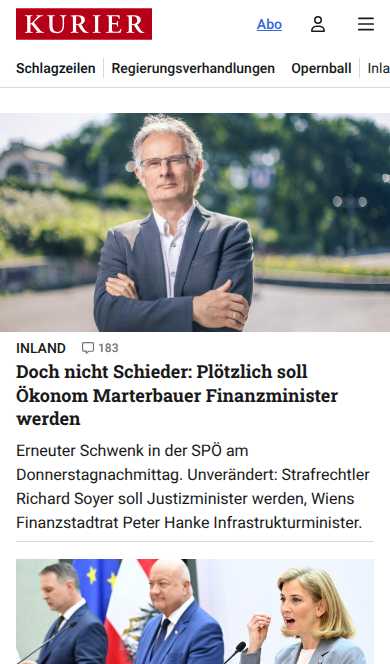 KURIER
Abo
Schlagzeilen
Regierungsverhandlungen
Opernball
Inla
INLAND 183
Doch nicht Schieder: Plötzlich soll
Ökonom Marterbauer Finanzminister
werden
Erneuter Schwenk in der SPÖ am
Donnerstagnachmittag. Unverändert: Strafrechtler
Richard Soyer soll Justizminister werden, Wiens
Finanzstadtrat Peter Hanke Infrastrukturminister.